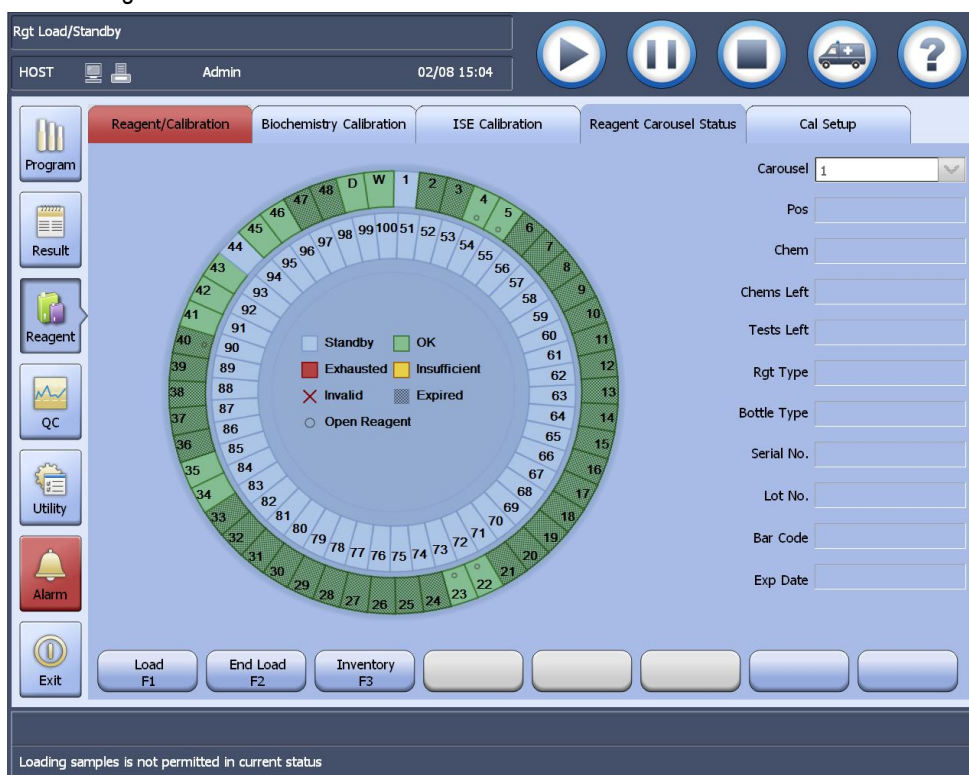 Rgt Load/Standby
HOST Admin 02/08 15:04
?
Reagent/Calibration Biochemistry Calibration ISE Calibration Reagent Carousel Status Cal Setup
Program
Result
Reagent
QC
Utility
Alarm
Exit
D W 1 2 3 4 5 6 7 8 9 10 11 12 13 14 15 16 17 18 19 20 21 22 23 24 25 26 27 28 29 30 31 32 33 34 35 36 37 38 39 40 41 42 43 44 45 46 47 48
51 52 53 54 55 56 57 58 59 60 61 62 63 64 65 66 67 68 69 70 71 72 73 74 75 76 77 78 79 80 81 82 83 84 85 86 87 88 89 90 91 92 93 94 95 96 97 98 99 100
Standby OK
Exhausted Insufficient
Invalid Expired
Open Reagent
Carousel 1
Pos
Chem
Chems Left
Tests Left
Rgt Type
Bottle Type
Serial No.
Lot No.
Bar Code
Exp Date
Load End Load Inventory
F1 F2 F3
Loading samples is not permitted in current status